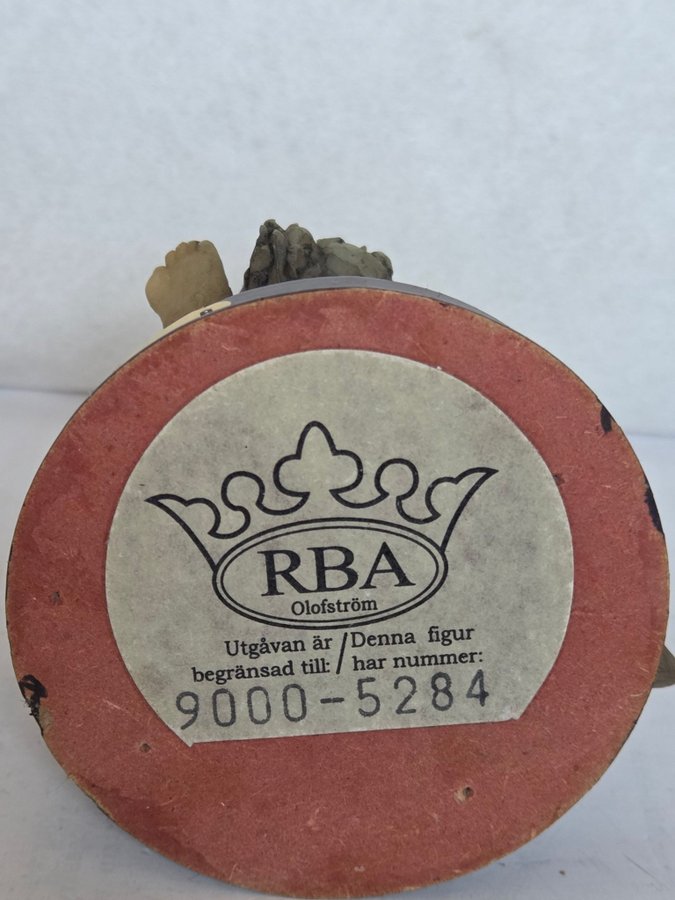 RBA
Olofström
Utgåvan är / Denna figur
begränsad till: / har nummer:
9000-5284